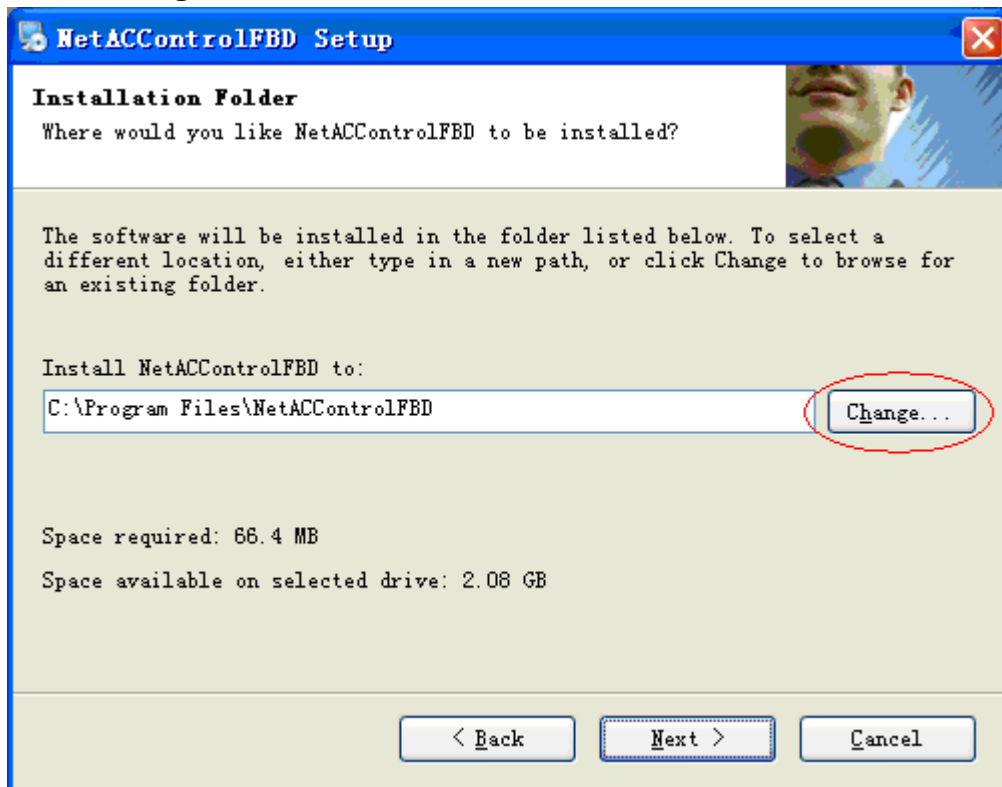 NetACControlFBD Setup
Installation Folder
Where would you like NetACControlFBD to be installed?
The software will be installed in the folder listed below. To select a
different location, either type in a new path, or click Change to browse for
an existing folder.
Install NetACControlFBD to:
C:\Program Files\NetACControlFBD
Change...
Space required: 66.4 MB
Space available on selected drive: 2.08 GB
< Back
Next >
Cancel